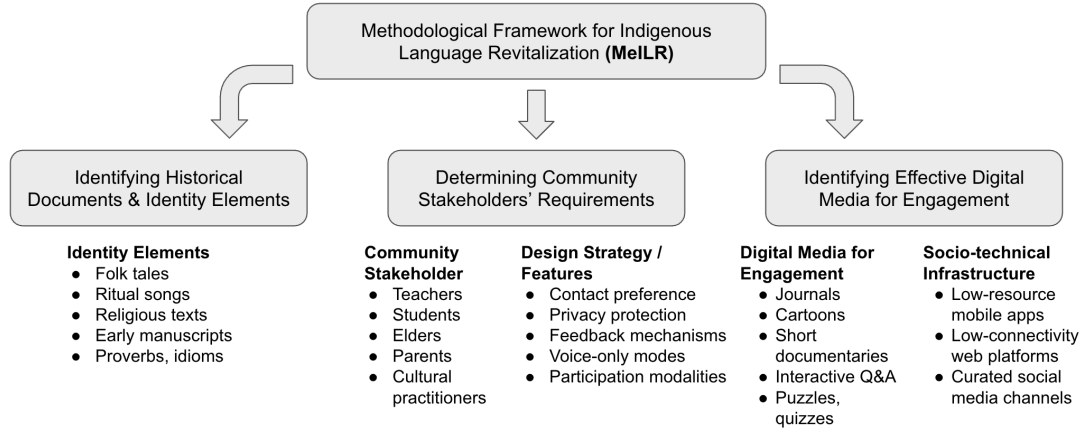 Methodological Framework for Indigenous
Language Revitalization (MeILR)
Identifying Historical
Documents & Identity Elements
Determining Community
Stakeholders' Requirements
Identifying Effective Digital
Media for Engagement
Identity Elements
● Folk tales
● Ritual songs
● Religious texts
● Early manuscripts
● Proverbs, idioms
Community
Stakeholder
● Teachers
● Students
● Elders
● Parents
● Cultural
practitioners
Design Strategy /
Features
● Contact preference
● Privacy protection
● Feedback mechanisms
● Voice-only modes
● Participation modalities
Digital Media for
Engagement
● Journals
● Cartoons
● Short
documentaries
● Interactive Q&A
● Puzzles,
quizzes
Socio-technical
Infrastructure
● Low-resource
mobile apps
● Low-connectivity
web platforms
● Curated social
media channels